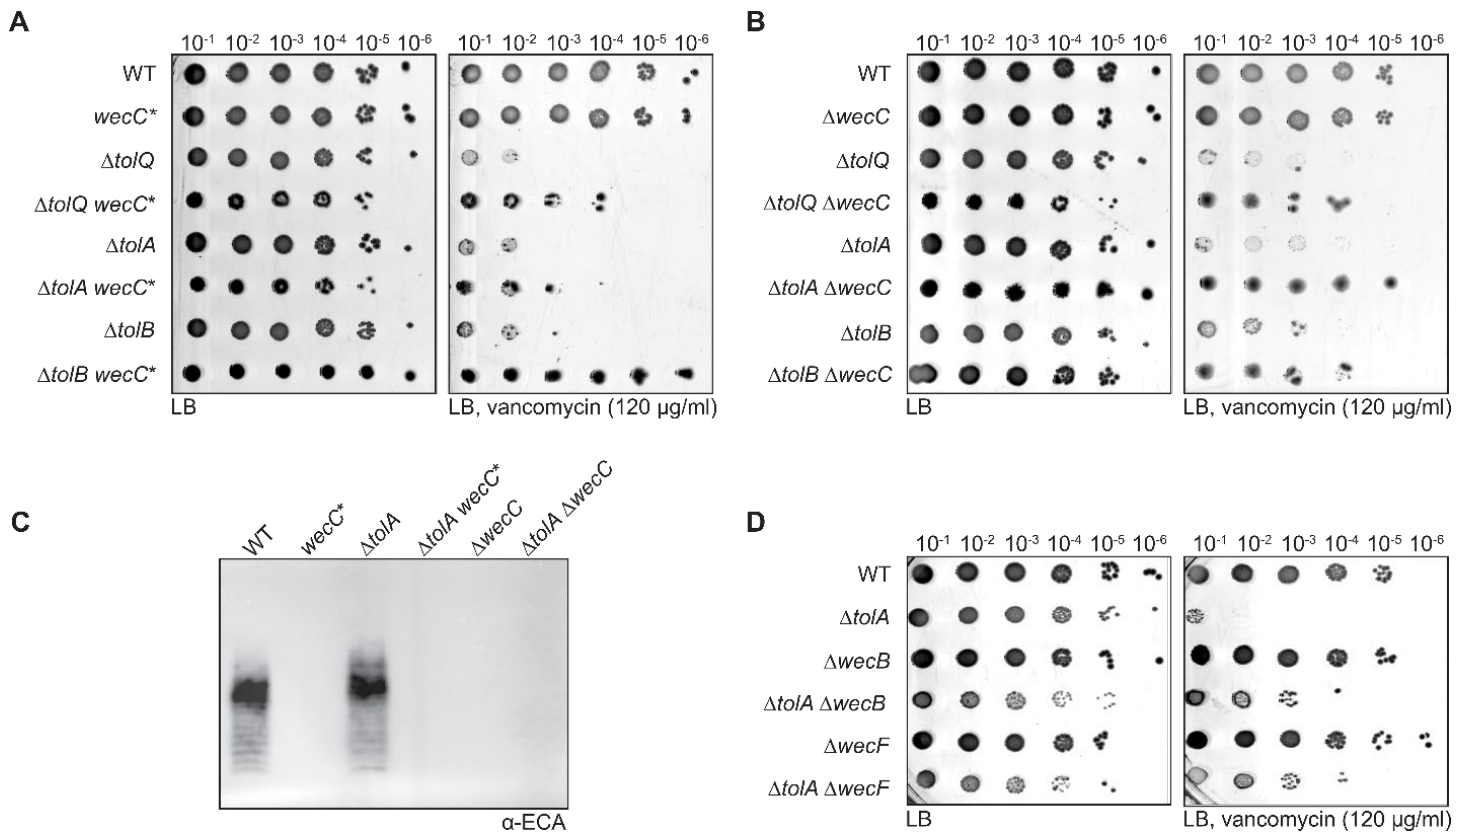 A
10-1 10-2 10-3 10-4 10-5 10-6 10-1 10-2 10-3 10-4 10-5 10-6
WT
wecC*
ΔtolQ
ΔtolQ wecC*
ΔtolA
ΔtolA wecC*
ΔtolB
ΔtolB wecC*
LB LB, vancomycin (120 µg/ml)
B
10-1 10-2 10-3 10-4 10-5 10-6 10-1 10-2 10-3 10-4 10-5 10-6
WT
ΔwecC
ΔtolQ
ΔtolQ ΔwecC
ΔtolA
ΔtolA ΔwecC
ΔtolB
ΔtolB ΔwecC
LB LB, vancomycin (120 µg/ml)
C
WT wecC* ΔtolA ΔtolA wecC* ΔwecC ΔtolA ΔwecC
α-ECA
D
10-1 10-2 10-3 10-4 10-5 10-6 10-1 10-2 10-3 10-4 10-5 10-6
WT
ΔtolA
ΔwecB
ΔtolA ΔwecB
ΔwecF
ΔtolA ΔwecF
LB LB, vancomycin (120 µg/ml)